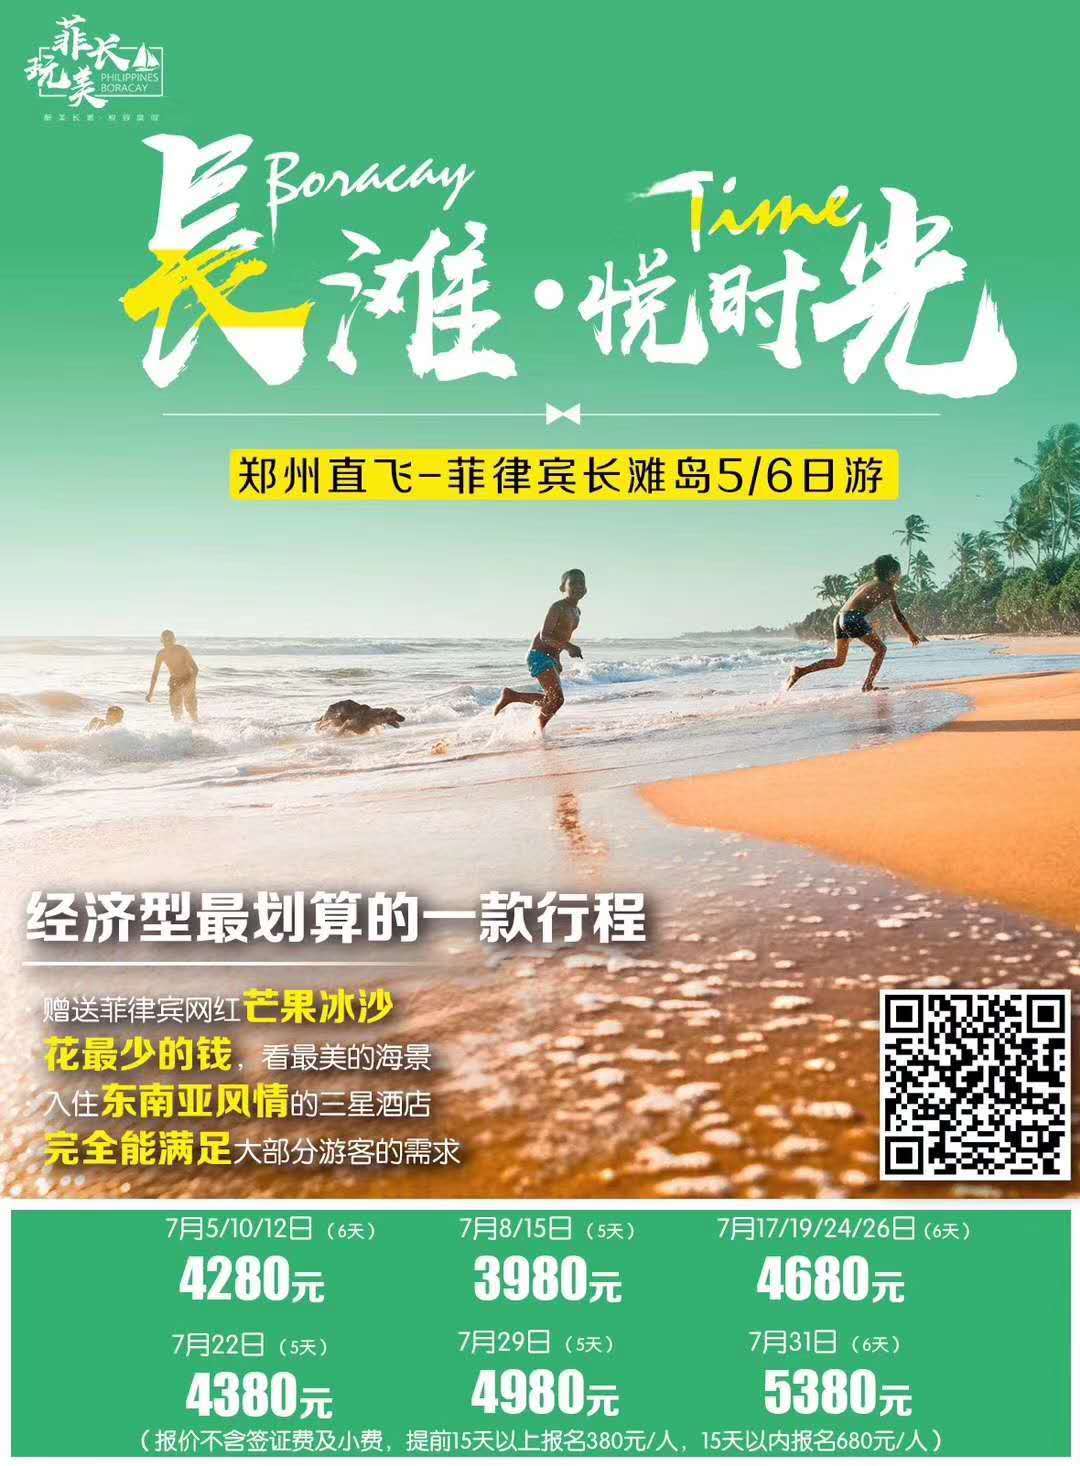 菲长
玩美
PHILIPPINES
BORACAY
Boracay
Time
長滩·悦时光
郑州直飞-菲律宾长滩岛5/6日游
经济型最划算的一款行程
赠送菲律宾网红芒果冰沙
花最少的钱，看最美的海景
入住东南亚风情的三星酒店
完全能满足大部分游客的需求
7月5/10/12日（6天） 7月8/15日（5天） 7月17/19/24/26日（6天）
4280元 3980元 4680元
7月22日（5天） 7月29日（5天） 7月31日（6天）
4380元 4980元 5380元
（报价不含签证费及小费，提前15天以上报名380元/人，15天以内报名680元/人）